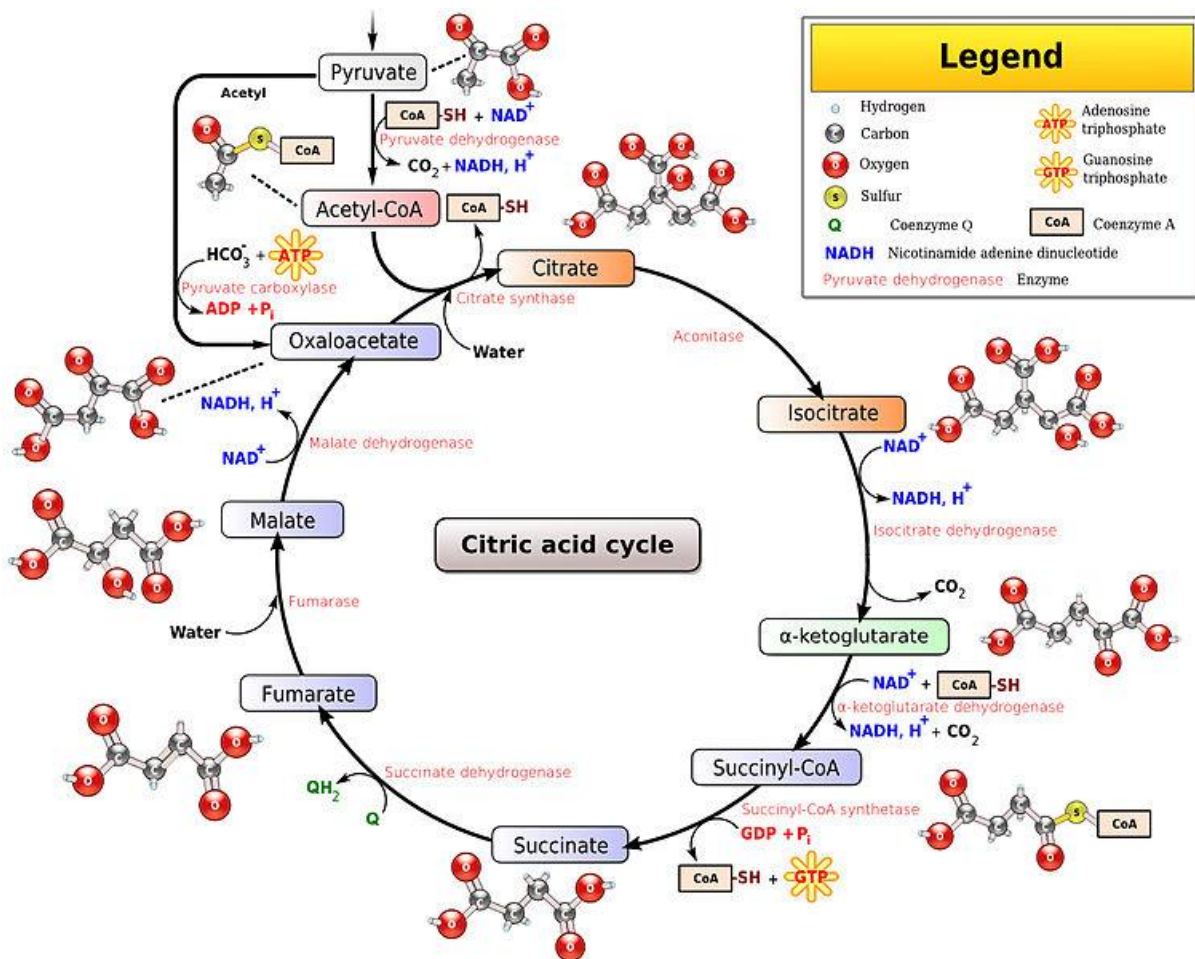 Pyruvate
Acetyl
CoA -SH + NAD+
Pyruvate dehydrogenase
CO2 + NADH, H+
S CoA
Acetyl-CoA
CoA -SH
HCO3- + ATP
Pyruvate carboxylase
ADP + Pi
Citrate
Citrate synthase
Water
Oxaloacetate
Aconitase
Isocitrate
NAD+
NADH, H+
Isocitrate dehydrogenase
CO2
α-ketoglutarate
NAD+ + CoA -SH
α-ketoglutarate dehydrogenase
NADH, H+ + CO2
Succinyl-CoA
Succinyl-CoA synthetase
GDP + Pi
CoA -SH + GTP
S CoA
Succinate
Succinate dehydrogenase
QH2
Q
Fumarate
Fumarase
Water
Malate
Malate dehydrogenase
NADH, H+
NAD+
Citric acid cycle
Legend
Hydrogen
C Carbon
O Oxygen
S Sulfur
Q Coenzyme Q
ATP Adenosine
triphosphate
GTP Guanosine
triphosphate
CoA Coenzyme A
NADH Nicotinamide adenine dinucleotide
Pyruvate dehydrogenase Enzyme